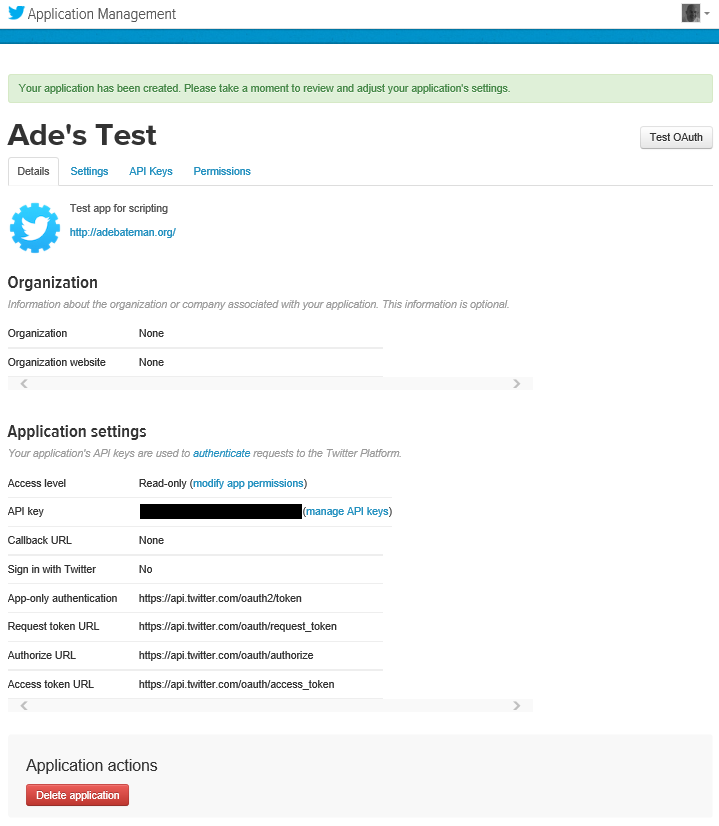 Application Management
Your application has been created. Please take a moment to review and adjust your application's settings.
Ade's Test
Test OAuth
Details Settings API Keys Permissions
Test app for scripting
http://adebateman.org/
Organization
Information about the organization or company associated with your application. This information is optional.
Organization None
Organization website None
Application settings
Your application's API keys are used to authenticate requests to the Twitter Platform.
Access level Read-only (modify app permissions)
API key (manage API keys)
Callback URL None
Sign in with Twitter No
App-only authentication https://api.twitter.com/oauth2/token
Request token URL https://api.twitter.com/oauth/request_token
Authorize URL https://api.twitter.com/oauth/authorize
Access token URL https://api.twitter.com/oauth/access_token
Application actions
Delete application